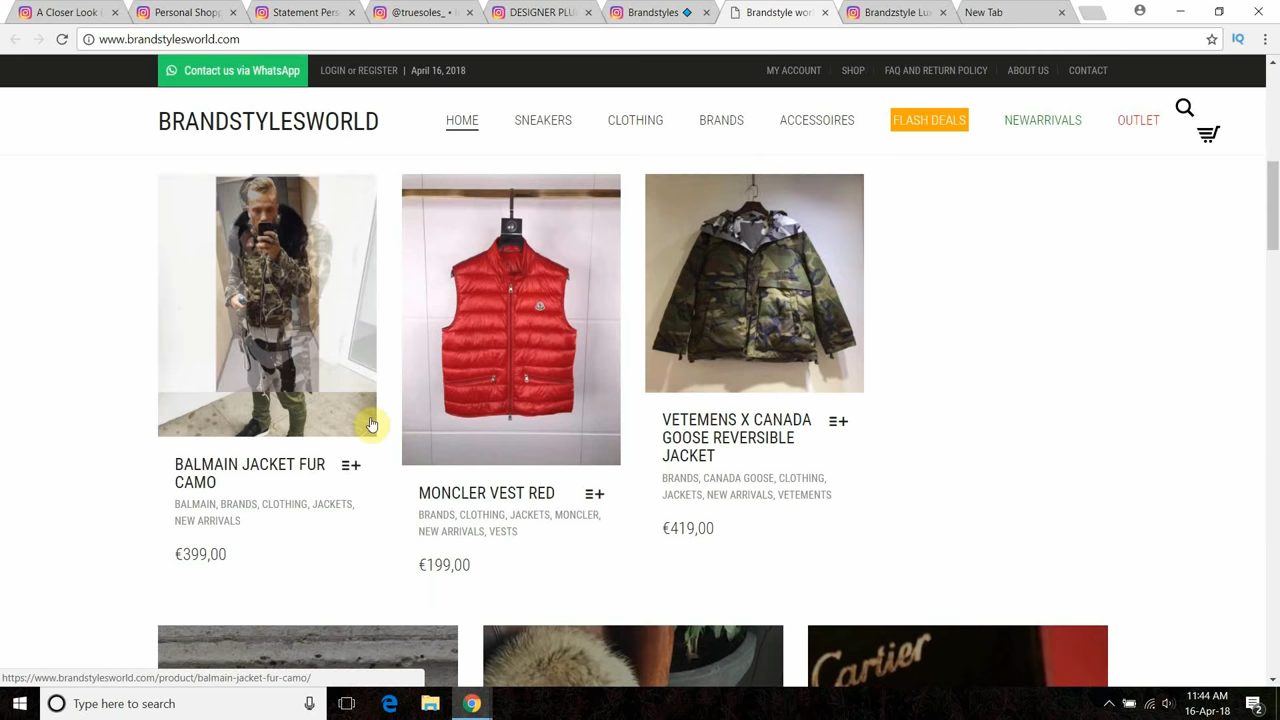 A Closer Look (
Personal Shopp
Statement Pers
@truesoles_ • I
DESIGNER PLU
Brandstyles
Brandstyle wor
Brandzstyle Lux
New Tab
www.brandstylesworld.com
IQ
Contact us via WhatsApp
LOGIN or REGISTER | April 16, 2018
MY ACCOUNT
SHOP
FAQ AND RETURN POLICY
ABOUT US
CONTACT
BRANDSTYLESWORLD
HOME
SNEAKERS
CLOTHING
BRANDS
ACCESSOIRES
FLASH DEALS
NEWARRIVALS
OUTLET
BALMAIN JACKET FUR
CAMO
BALMAIN, BRANDS, CLOTHING, JACKETS,
NEW ARRIVALS
€399,00
MONCLER VEST RED
BRANDS, CLOTHING, JACKETS, MONCLER,
NEW ARRIVALS, VESTS
€199,00
VETEMENS X CANADA
GOOSE REVERSIBLE
JACKET
BRANDS, CANADA GOOSE, CLOTHING,
JACKETS, NEW ARRIVALS, VETEMENTS
€419,00
Cartier
https://www.brandstylesworld.com/product/balmain-jacket-fur-camo/
Type here to search
11:44 AM
16-Apr-18
2